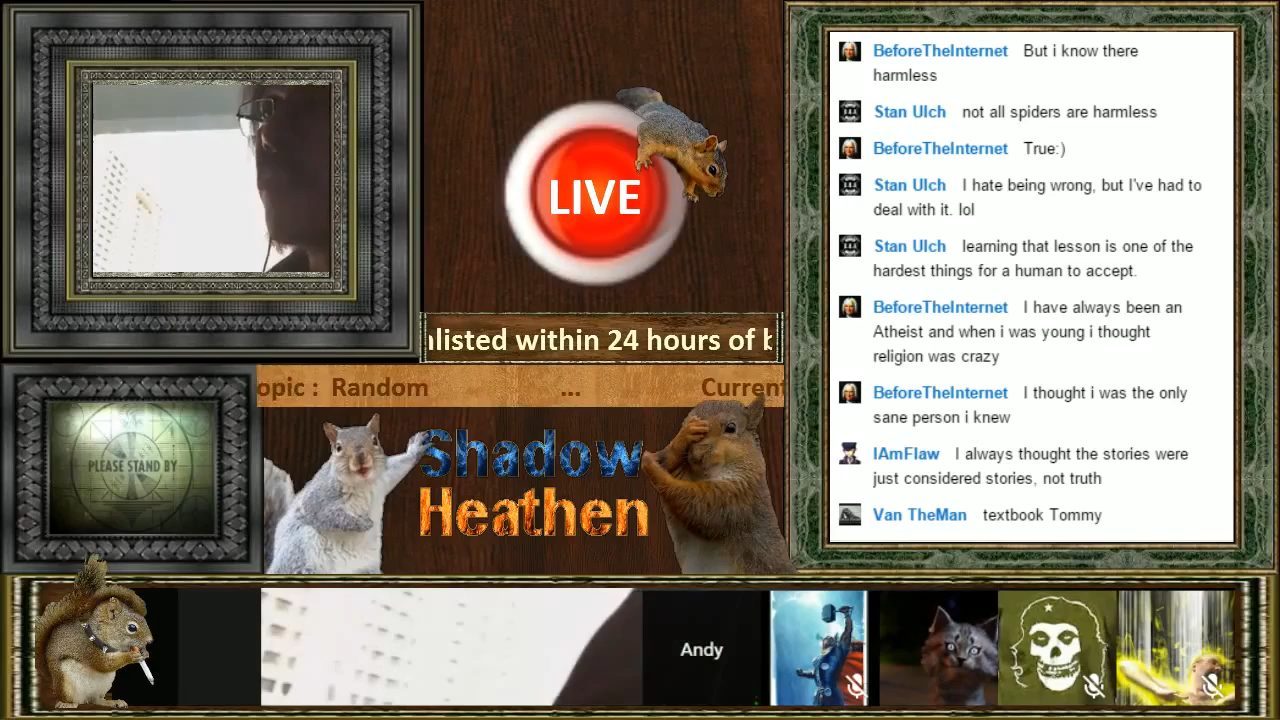 LIVE
listed within 24 hours of
opic : Random ... Current
PLEASE STAND BY
Shadow
Heathen
Andy
BeforeTheInternet But i know there
harmless
Stan Ulch not all spiders are harmless
BeforeTheInternet True:)
Stan Ulch I hate being wrong, but I've had to
deal with it. lol
Stan Ulch learning that lesson is one of the
hardest things for a human to accept.
BeforeTheInternet I have always been an
Atheist and when i was young i thought
religion was crazy
BeforeTheInternet I thought i was the only
sane person i knew
IAmFlaw I always thought the stories were
just considered stories, not truth
Van TheMan textbook Tommy